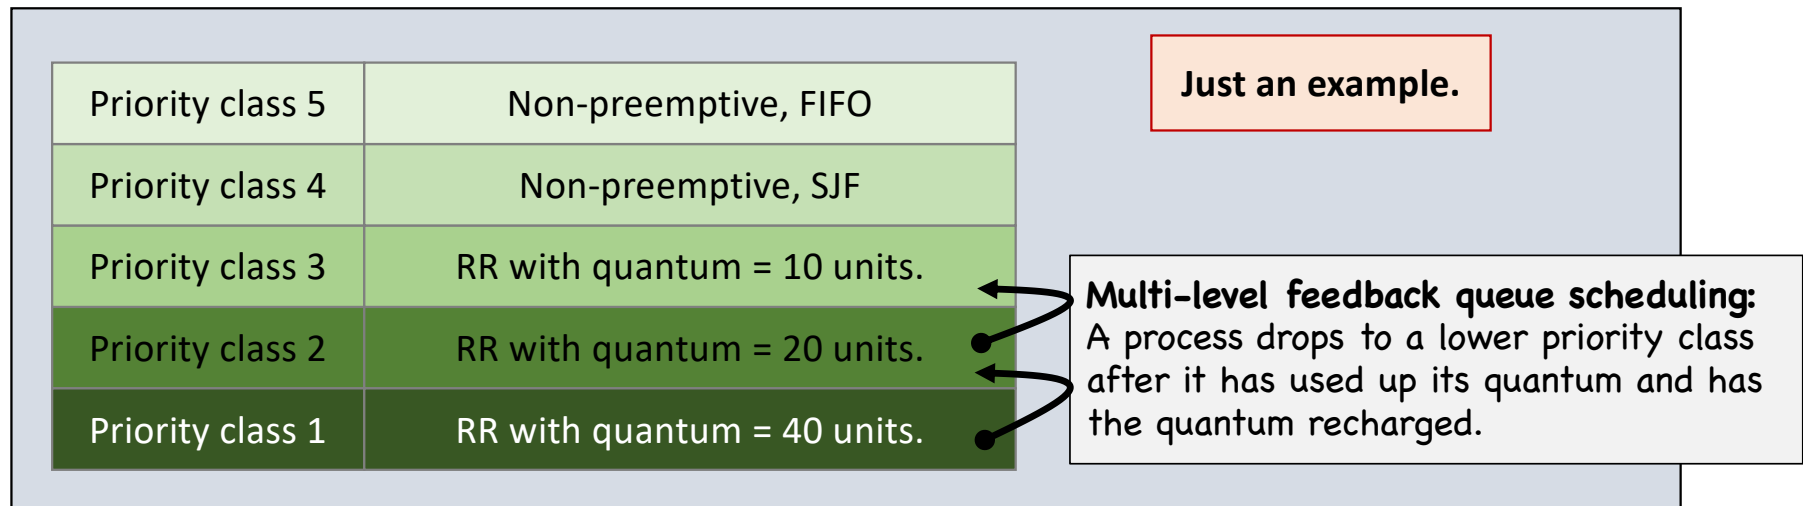 Just an example.
Priority class 5 Non-preemptive, FIFO
Priority class 4 Non-preemptive, SJF
Priority class 3 RR with quantum = 10 units.
Priority class 2 RR with quantum = 20 units.
Priority class 1 RR with quantum = 40 units.
Multi-level feedback queue scheduling:
A process drops to a lower priority class
after it has used up its quantum and has
the quantum recharged.